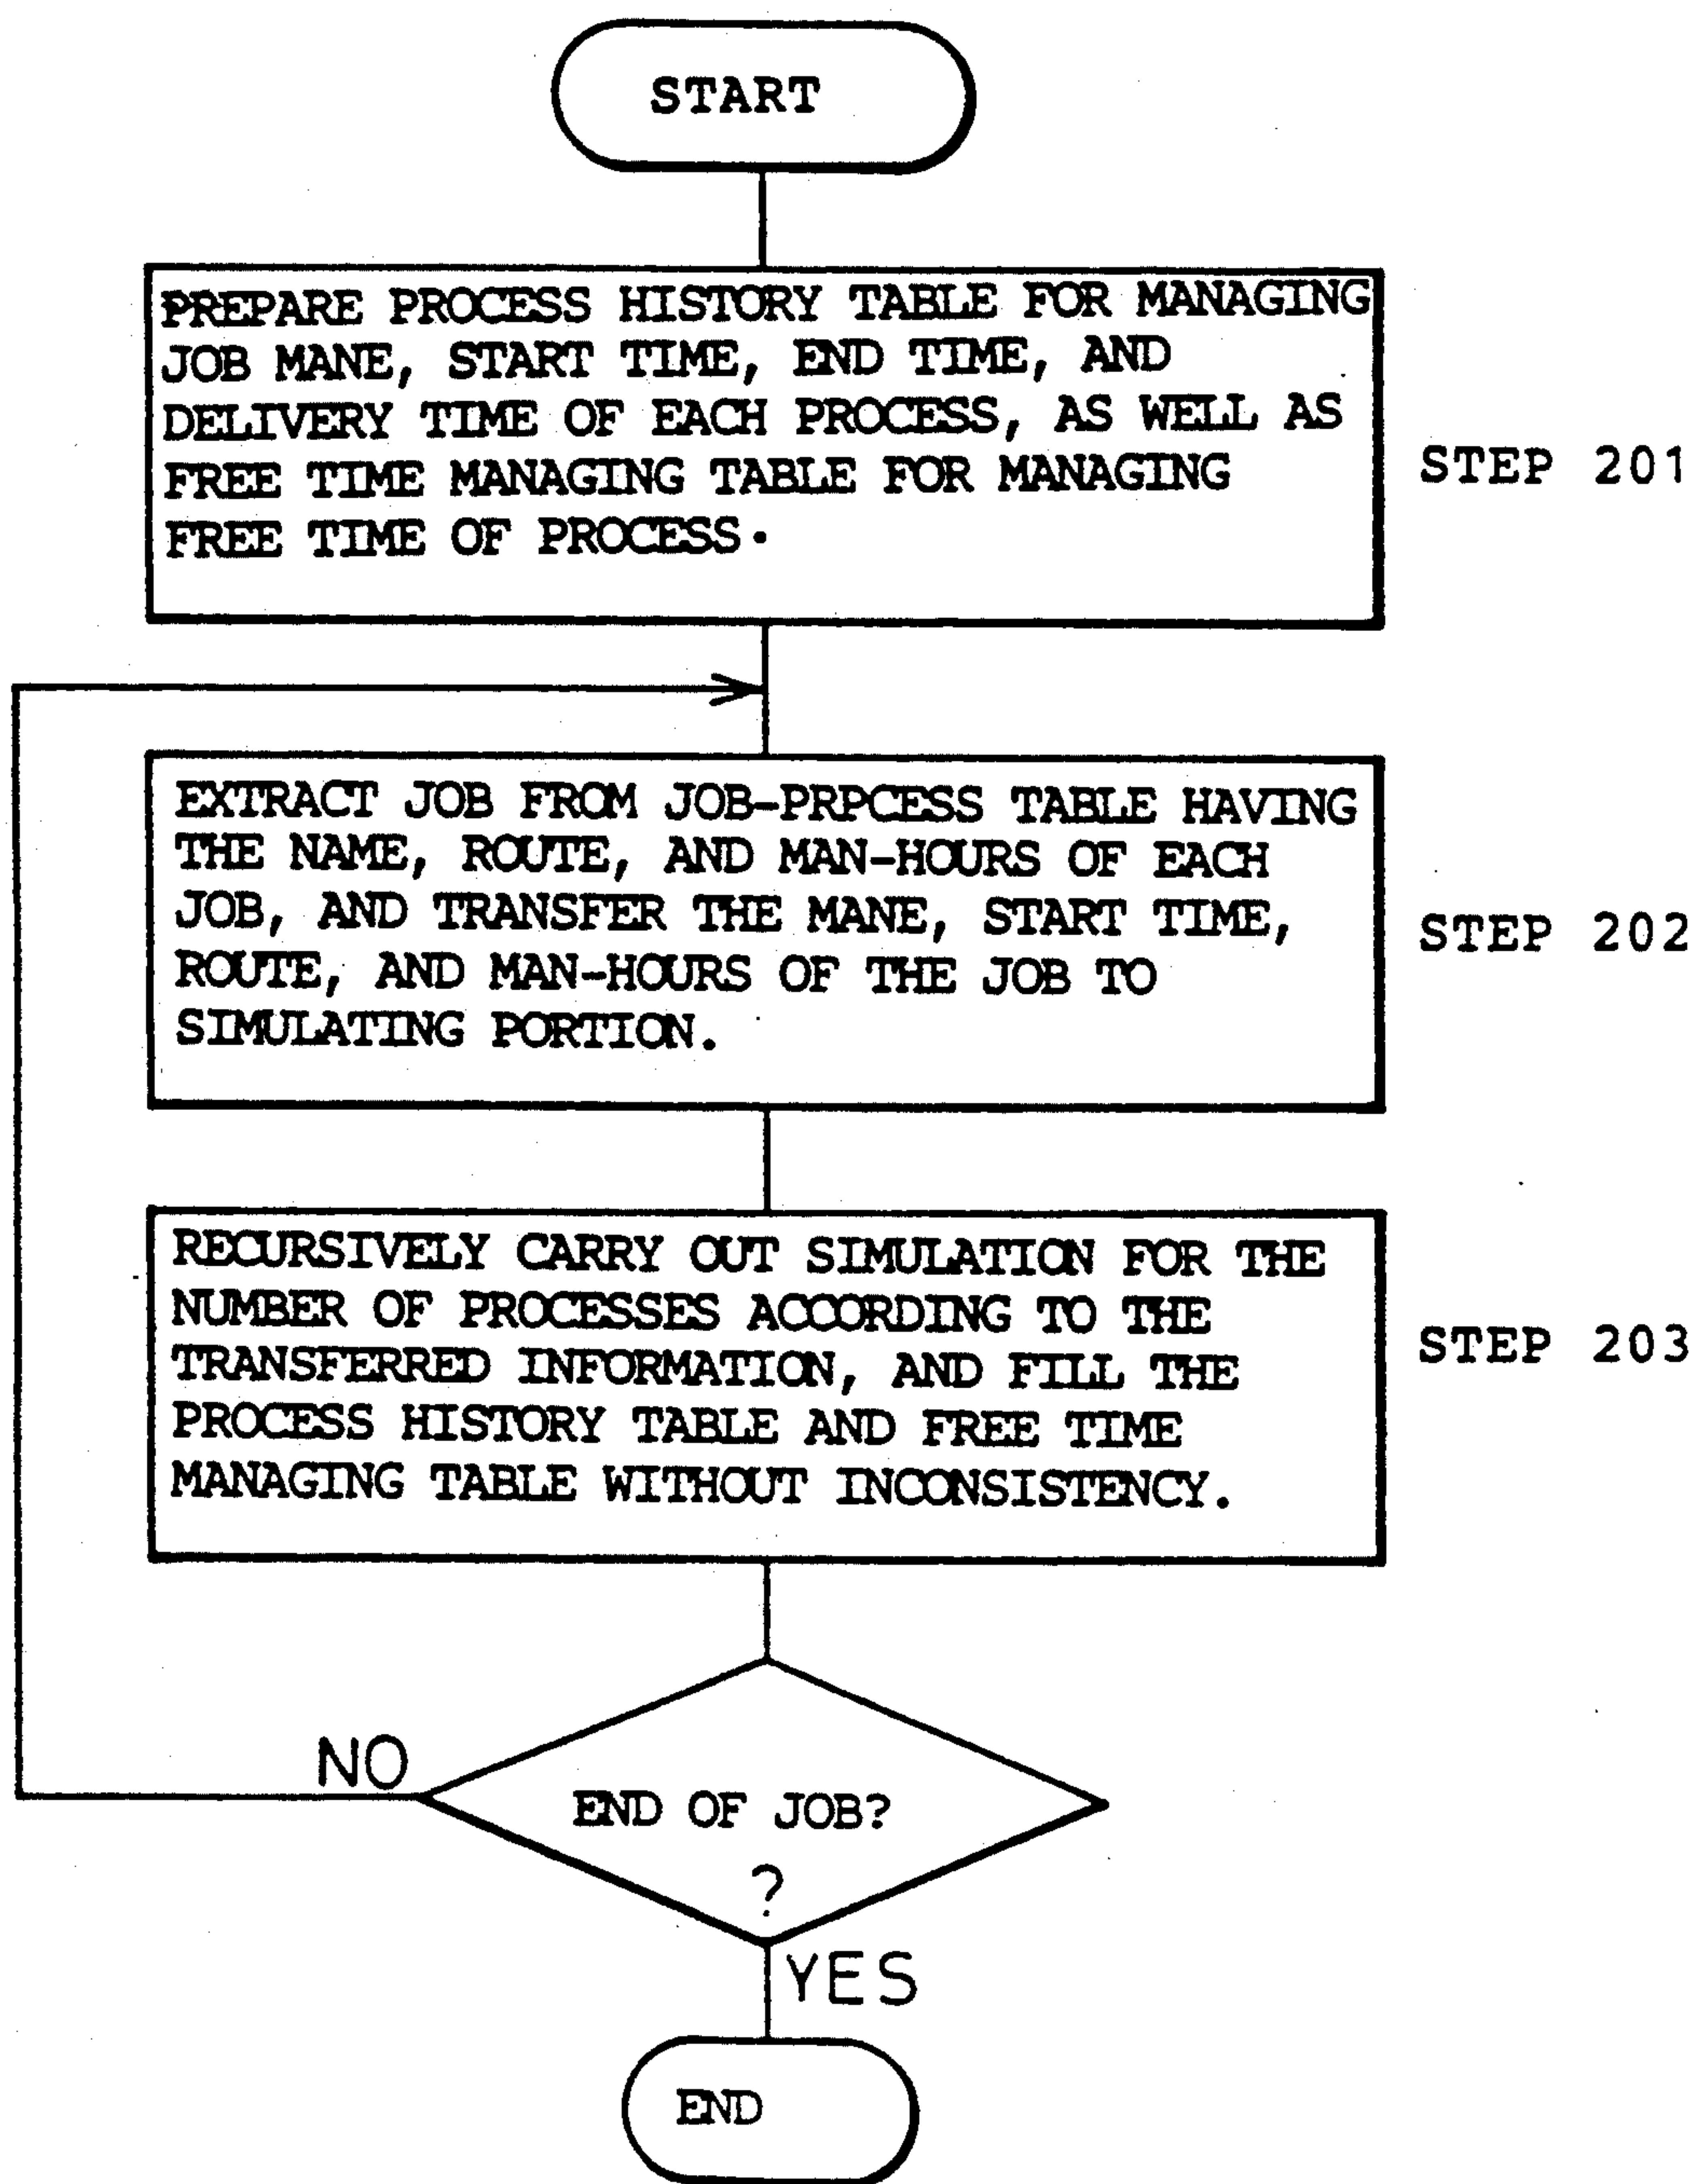 START
PREPARE PROCESS HISTORY TABLE FOR MANAGING
JOB MANE, START TIME, END TIME, AND
DELIVERY TIME OF EACH PROCESS, AS WELL AS
FREE TIME MANAGING TABLE FOR MANAGING
FREE TIME OF PROCESS.
STEP 201
EXTRACT JOB FROM JOB-PRPCESS TABLE HAVING
THE NAME, ROUTE, AND MAN-HOURS OF EACH
JOB, AND TRANSFER THE MANE, START TIME,
ROUTE, AND MAN-HOURS OF THE JOB TO
SIMULATING PORTION.
STEP 202
RECURSIVELY CARRY OUT SIMULATION FOR THE
NUMBER OF PROCESSES ACCORDING TO THE
TRANSFERRED INFORMATION, AND FILL THE
PROCESS HISTORY TABLE AND FREE TIME
MANAGING TABLE WITHOUT INCONSISTENCY.
STEP 203
NO
END OF JOB?
?
YES
END